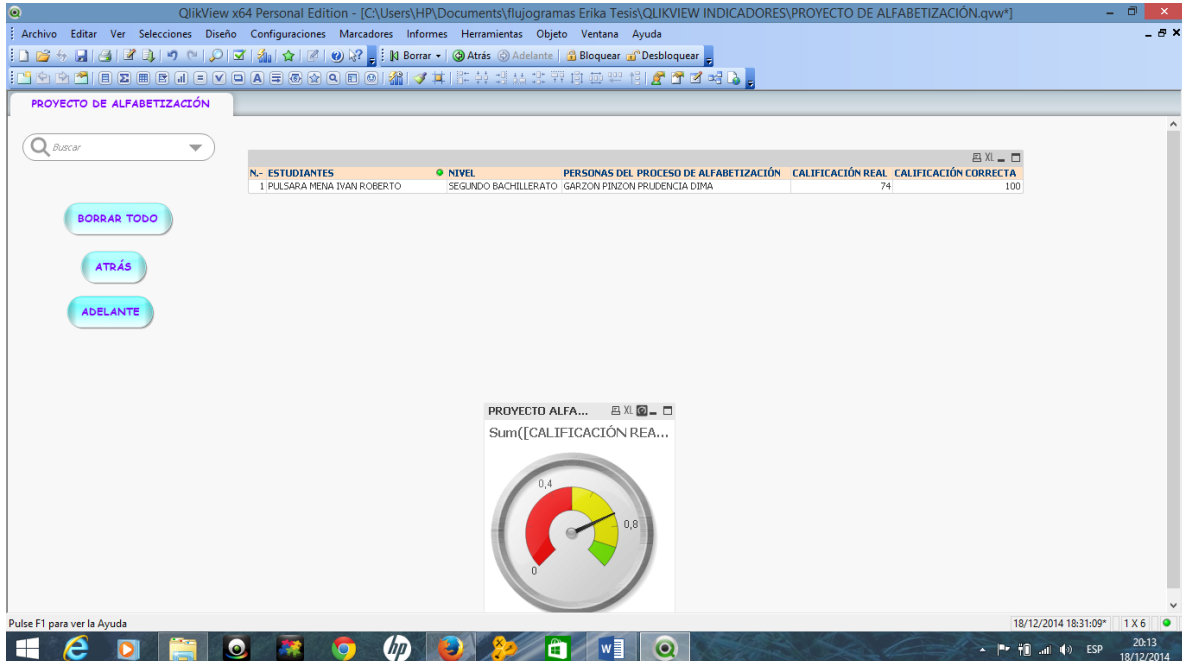 QlikView x64 Personal Edition - [C:\Users\HP\Documents\flujogramas Erika Tesis\QLIKVIEW INDICADORES\PROYECTO DE ALFABETIZACIÓN.qvw*]
Archivo Editar Ver Selecciones Diseño Configuraciones Marcadores Informes Herramientas Objeto Ventana Ayuda
Borrar Atrás Adelante Bloquear Desbloquear
PROYECTO DE ALFABETIZACIÓN
Buscar
XL
N.- ESTUDIANTES NIVEL PERSONAS DEL PROCESO DE ALFABETIZACIÓN CALIFICACIÓN REAL CALIFICACIÓN CORRECTA
1 PULSARA MENA IVAN ROBERTO SEGUNDO BACHILLERATO GARZON PINZON PRUDENCIA DIMA 74 100
BORRAR TODO
ATRÁS
ADELANTE
PROYECTO ALFA... XL
Sum([CALIFICACIÓN REA...
0,4
0,8
0
Pulse F1 para ver la Ayuda 18/12/2014 18:31:09* 1 X 6
hp
ESP 20:13
18/12/2014